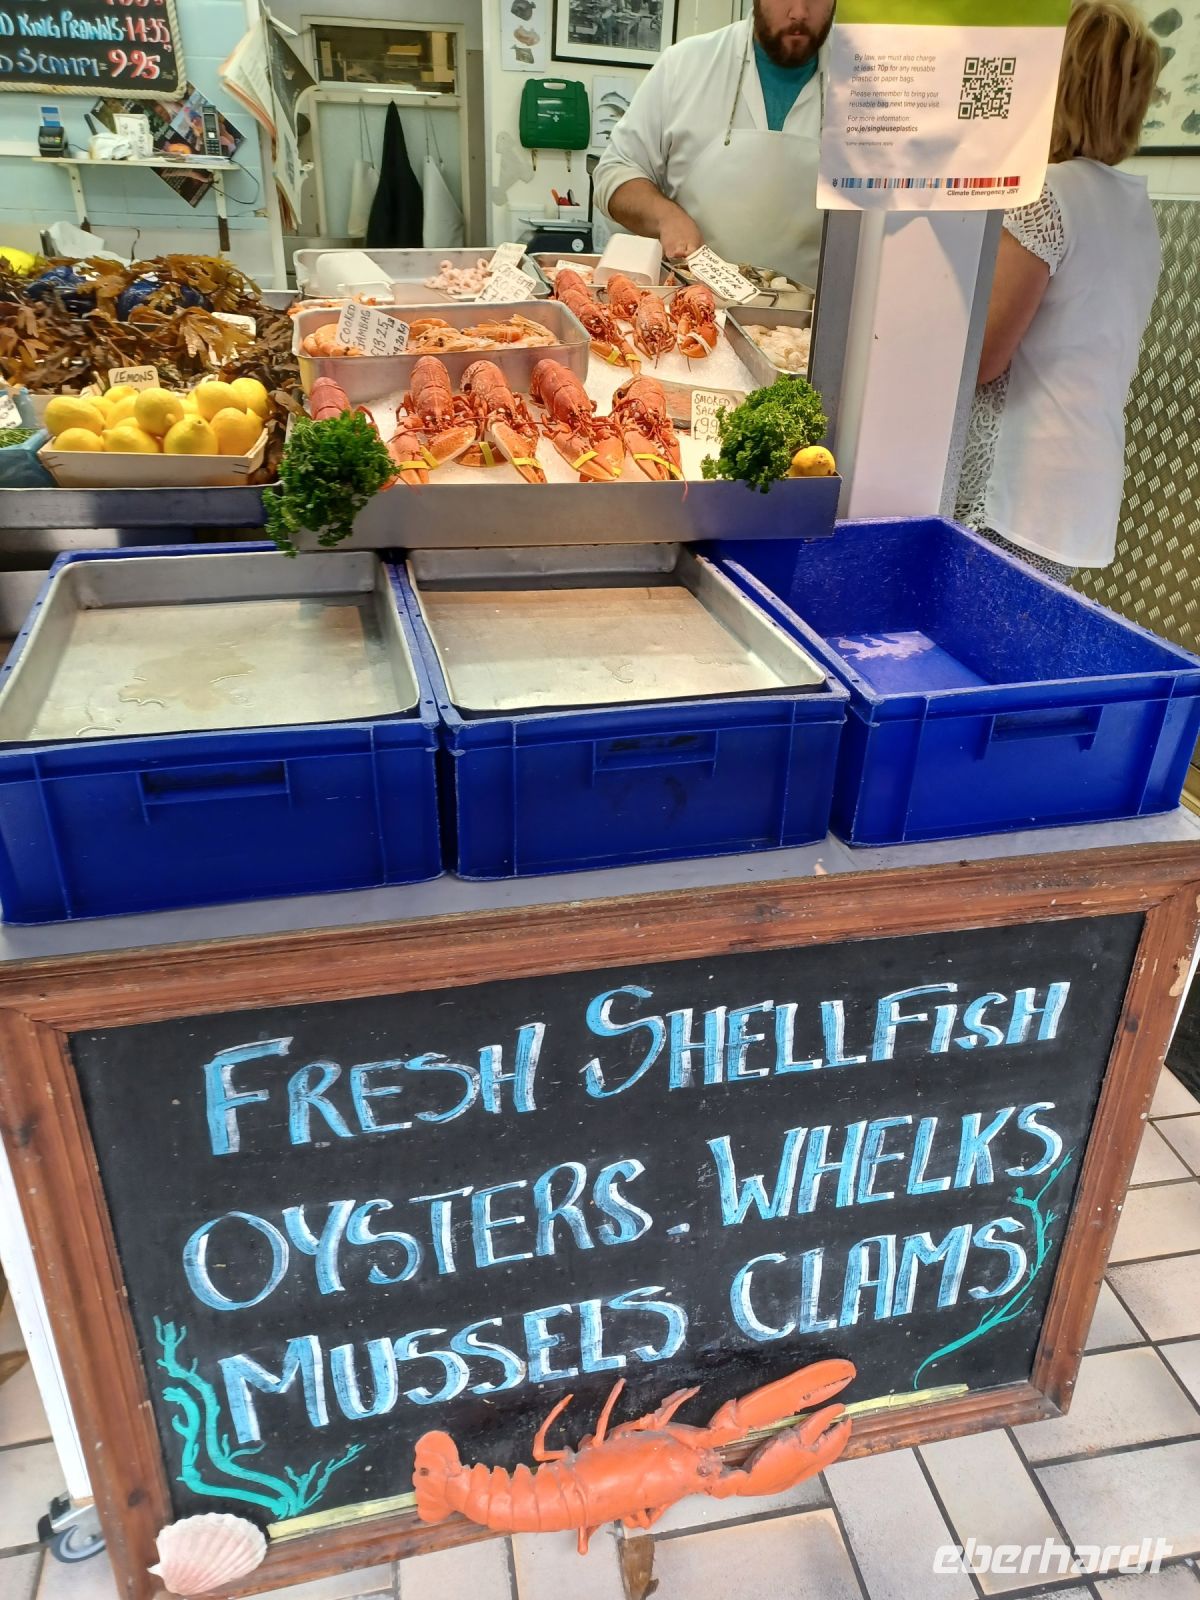 KING PRAWNS-14.35
SCAMPI=9.95
By law, we must also charge
at least 70p for any reusable
plastic or paper bags.
Please remember to bring your
reusable bag next time you visit.
For more information:
gov.je/singleuseplastics
Climate Emergency JSY
LEMONS
COOKED
SMOKED
FRESH SHELLFISH
OYSTERS. WHELKS
MUSSELS CLAMS
eberhardt